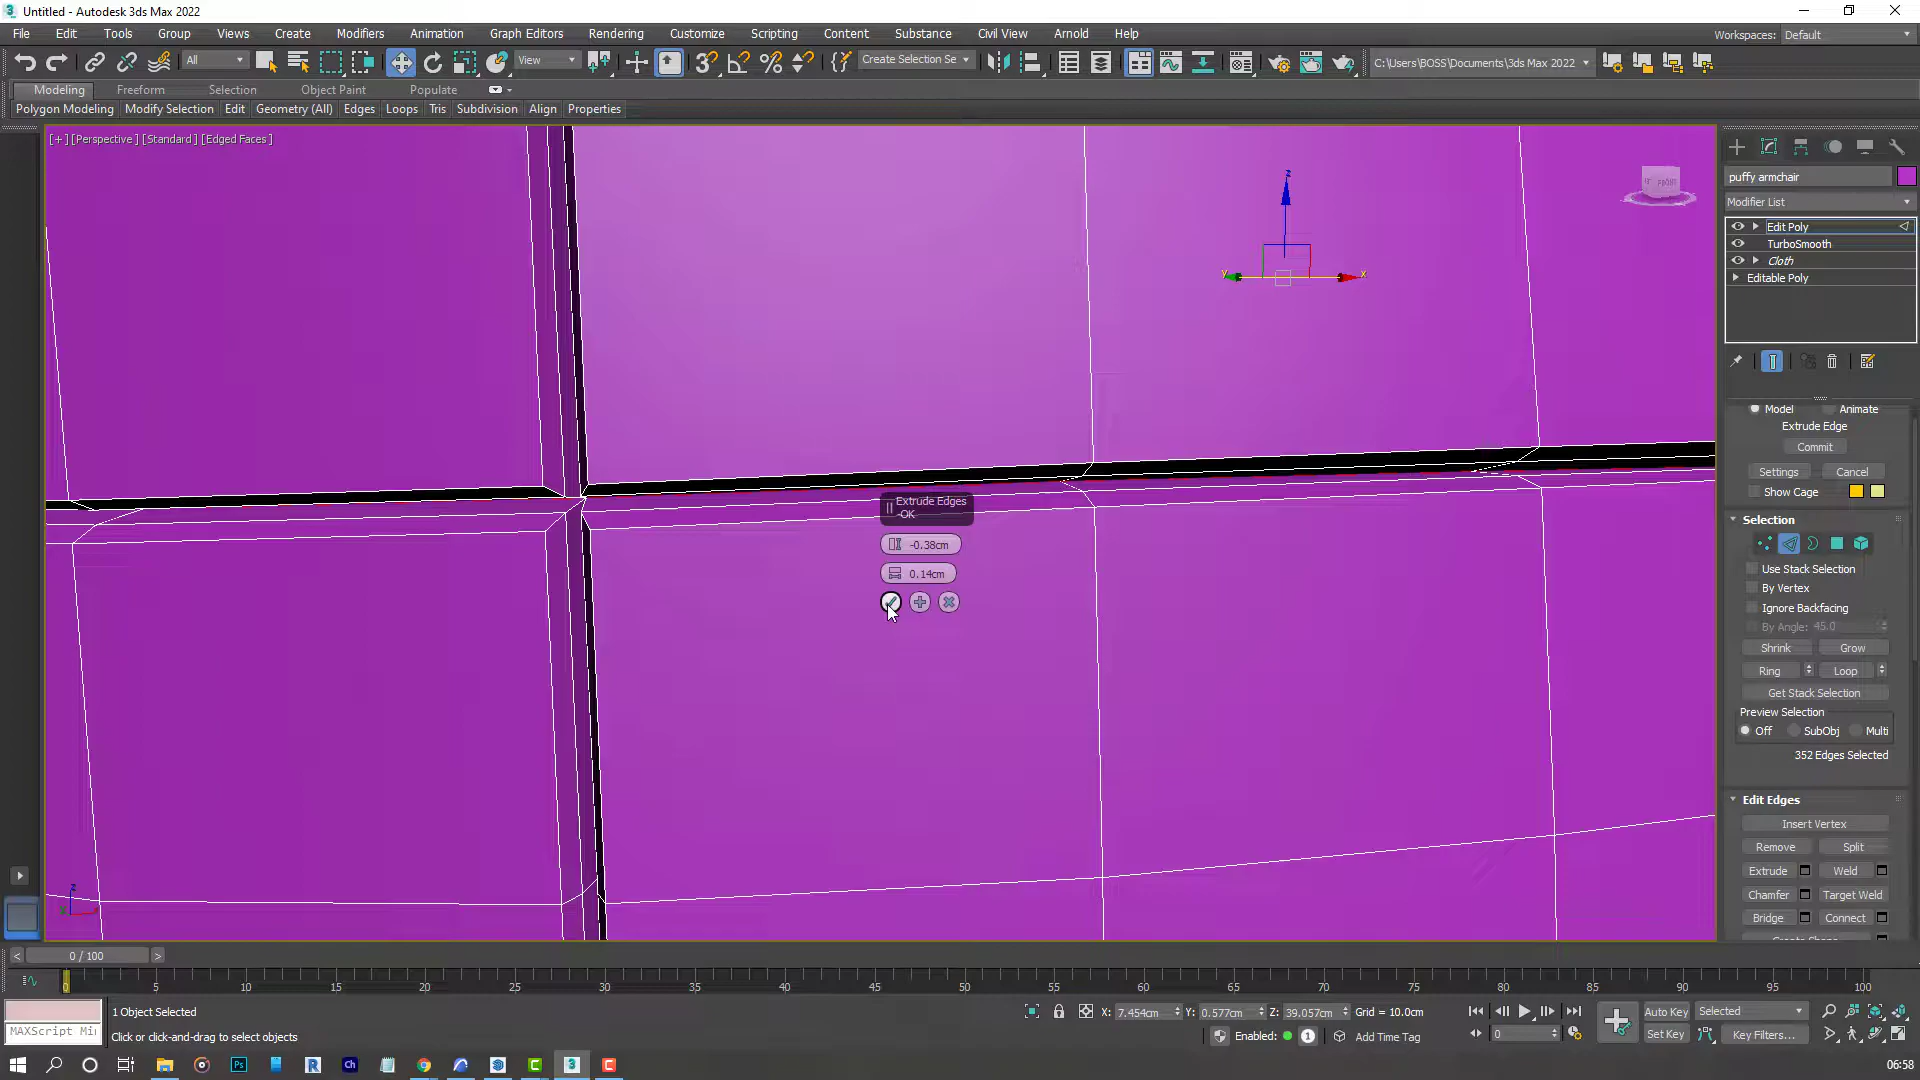 Untitled - Autodesk 3ds Max 2022
File Edit Tools Group Views Create Modifiers Animation Graph Editors Rendering Customize Scripting Content Substance Civil View Arnold Help
Workspaces: Default
All View Create Selection Se C:\Users\BOSS\Documents\3ds Max 2022
Modeling Freeform Selection Object Paint Populate
Polygon Modeling Modify Selection Edit Geometry (All) Edges Loops Tris Subdivision Align Properties
[+] [Perspective] [Standard] [Edged Faces]
z
y
x
FRONT
Extrude Edges
-OK
-0.38cm
0.14cm
puffy armchair
Modifier List
Edit Poly
TurboSmooth
Cloth
Editable Poly
Model Animate
Extrude Edge
Commit
Settings Cancel
Show Cage
Selection
Use Stack Selection
By Vertex
Ignore Backfacing
By Angle: 45.0
Shrink Grow
Ring Loop
Get Stack Selection
Preview Selection
Off SubObj Multi
352 Edges Selected
Edit Edges
Insert Vertex
Remove Split
Extrude Weld
Chamfer Target Weld
Bridge Connect
z
< 0 / 100 >
0 5 10 15 20 25 30 35 40 45 50 55 60 65 70 75 80 85 90 95 100
1 Object Selected
MAXScript Mi
Click or click-and-drag to select objects
X: 7.454cm Y: 0.577cm Z: 39.057cm Grid = 10.0cm
Enabled: 1 Add Time Tag
0
Auto Key Selected
Set Key Key Filters...
Ps R Ch C 3 C
06:58